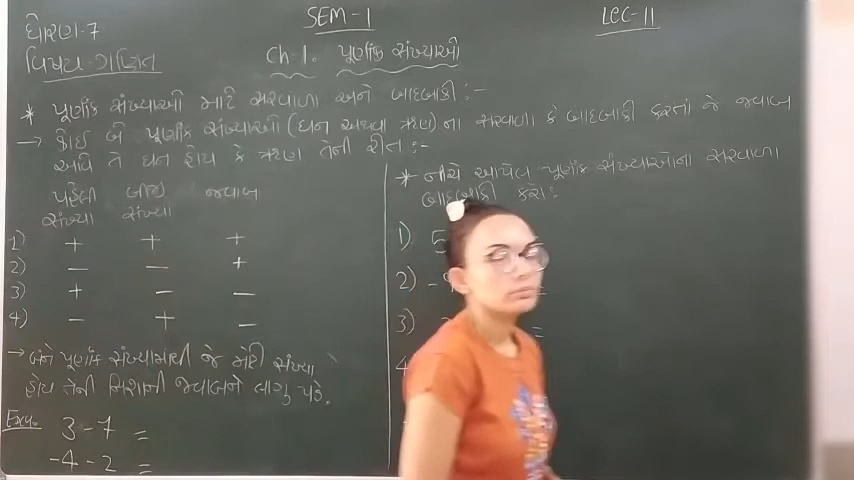 ધોરણ-7
SEM-1
LEC-11
વિષય-ગણિત
Ch 1. પૂર્ણાંક સંખ્યાઓ
* પૂર્ણાંક સંખ્યાઓ માટે સરવાળા અને બાદબાકી :-
→ કોઈ બે પૂર્ણાંક સંખ્યાઓ (ધન અથવા ઋણ) ના સરવાળા કે બાદબાકી કરતાં જે જવાબ
આવે તે ધન હોય કે ઋણ તેની રીત :-
પહેલી બીજી જવાબ
સંખ્યા સંખ્યા
1) + + +
2) − − +
3) + − −
4) − + −
→ બંને પૂર્ણાંક સંખ્યામાંથી જે મોટી સંખ્યા
હોય તેની નિશાની જવાબને લાગુ પડે.
3 - 7 =
-4 - 2 =
* નીચે આપેલ પૂર્ણાંક સંખ્યાઓના સરવાળા
બાદબાકી કરો :
1) 5
2) -
3) =
4